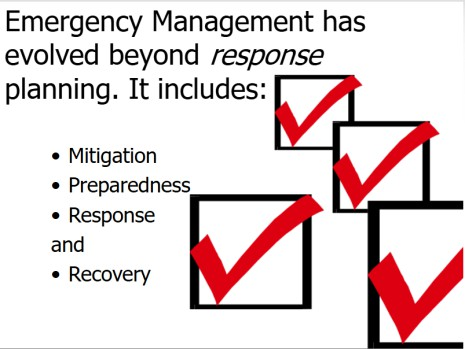 Emergency Management has
evolved beyond response
planning. It includes:
• Mitigation
• Preparedness
• Response
and
• Recovery